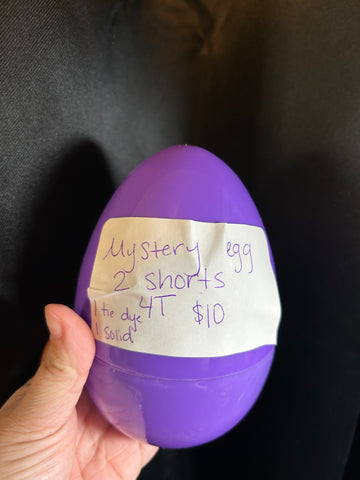 Mystery egg
2 shorts
1 tie dye 4T $10
1 solid